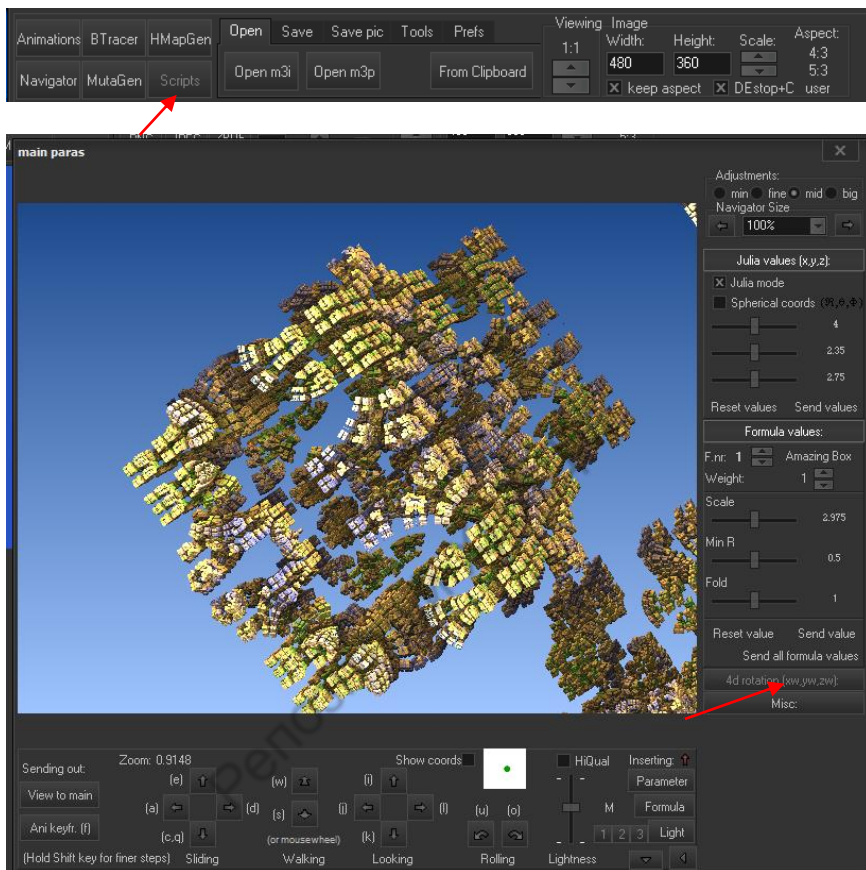 Animations BTracer HMapGen
Navigator MutaGen Scripts
Open Save Save pic Tools Prefs
Open m3i Open m3p From Clipboard
Viewing Image
1:1 Width: Height: Scale: Aspect:
480 360 4:3
5:3
keep aspect DEstop+C user
main paras
Adjustments:
min fine mid big
Navigator Size
100%
Julia values (x,y,z):
Julia mode
Spherical coords
4
2.35
2.75
Reset values Send values
Formula values:
F.nr: 1 Amazing Box
Weight: 1
Scale
2.975
Min R
0.5
Fold
1
Reset value Send value
Send all formula values
4d rotation (xw,yw,zw):
Misc:
Sending out: Zoom: 0.9148 Show coords HiQual Inserting:
View to main (e) (w) (i) Parameter
(a) (d) (s) (j) (l) (u) (o) M Formula
Ani keyfr. (f) (c,q) (or mousewheel) (k) 1 2 3 Light
(Hold Shift key for finer steps) Sliding Walking Looking Rolling Lightness